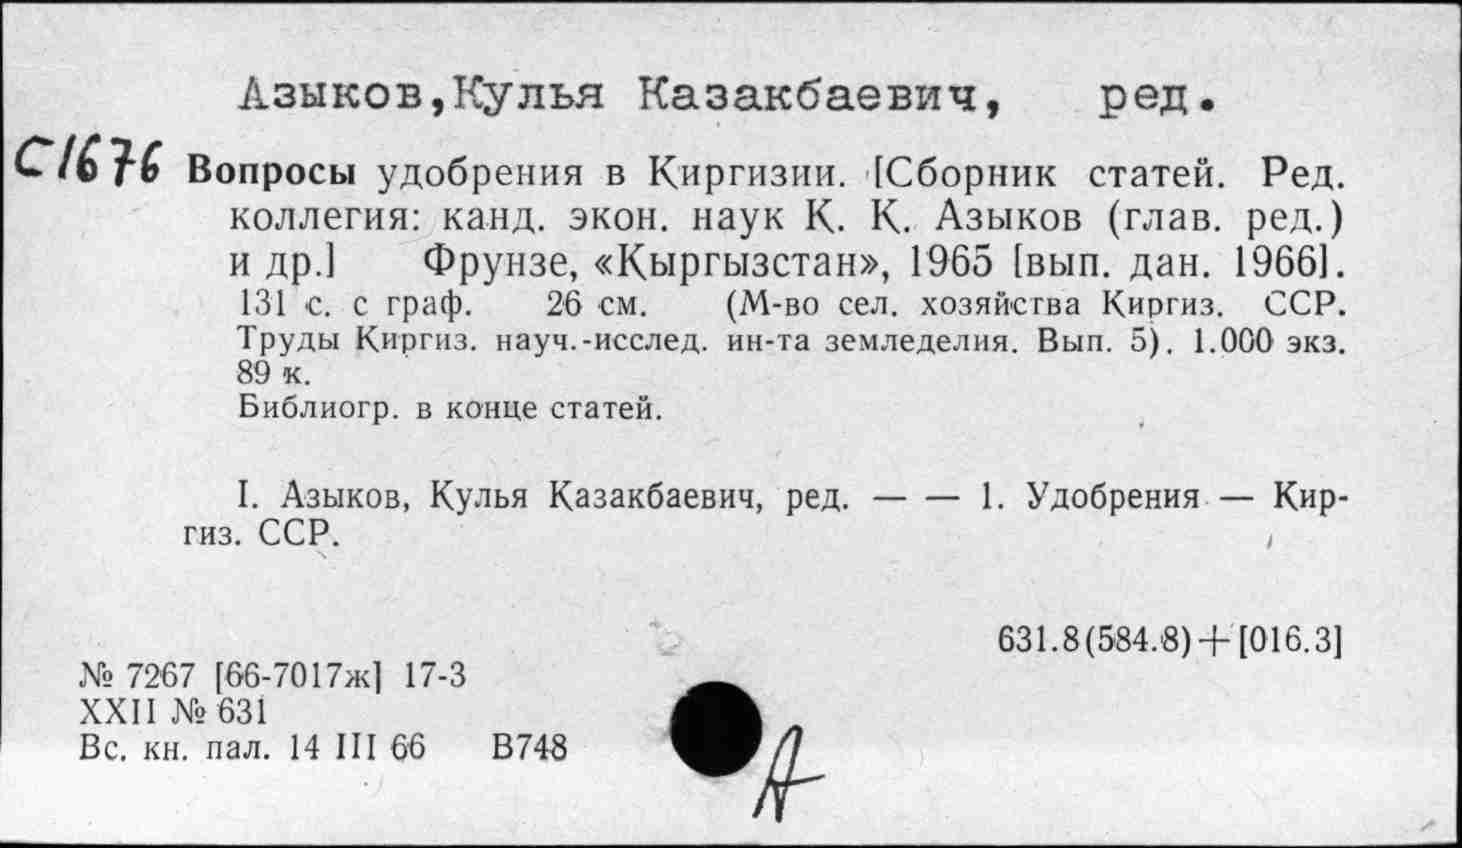 Азыков,Кулья Казакбаевич, ред.
С1676 Вопросы удобрения в Киргизии. [Сборник статей. Ред.
коллегия: канд. экон. наук К. К. Азыков (глав. ред.)
и др.] Фрунзе, «Кыргызстан», 1965 [вып. дан. 1966].
131 с. с граф. 26 см. (М-во сел. хозяйства Киргиз. ССР.
Труды Киргиз. науч.-исслед. ин-та земледелия. Вып. 5). 1.000 экз.
89 к.
Библиогр. в конце статей.
I. Азыков, Кулья Казакбаевич, ред. — — 1. Удобрения — Кир-
гиз. ССР.
631.8(584.8)+[016.3]
№ 7267 [66-7017ж] 17-3
XXII № 631
Вс. кн. пал. 14 III 66 В748
А